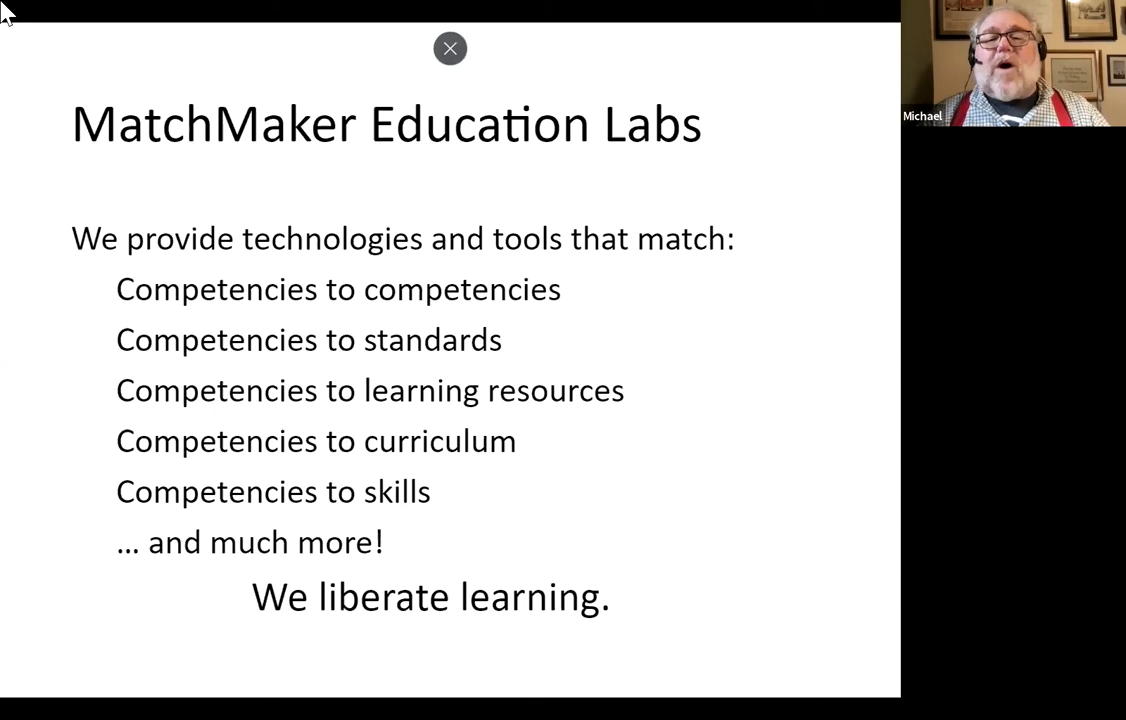 MatchMaker Education Labs
We provide technologies and tools that match:
Competencies to competencies
Competencies to standards
Competencies to learning resources
Competencies to curriculum
Competencies to skills
... and much more!
We liberate learning.
Michael